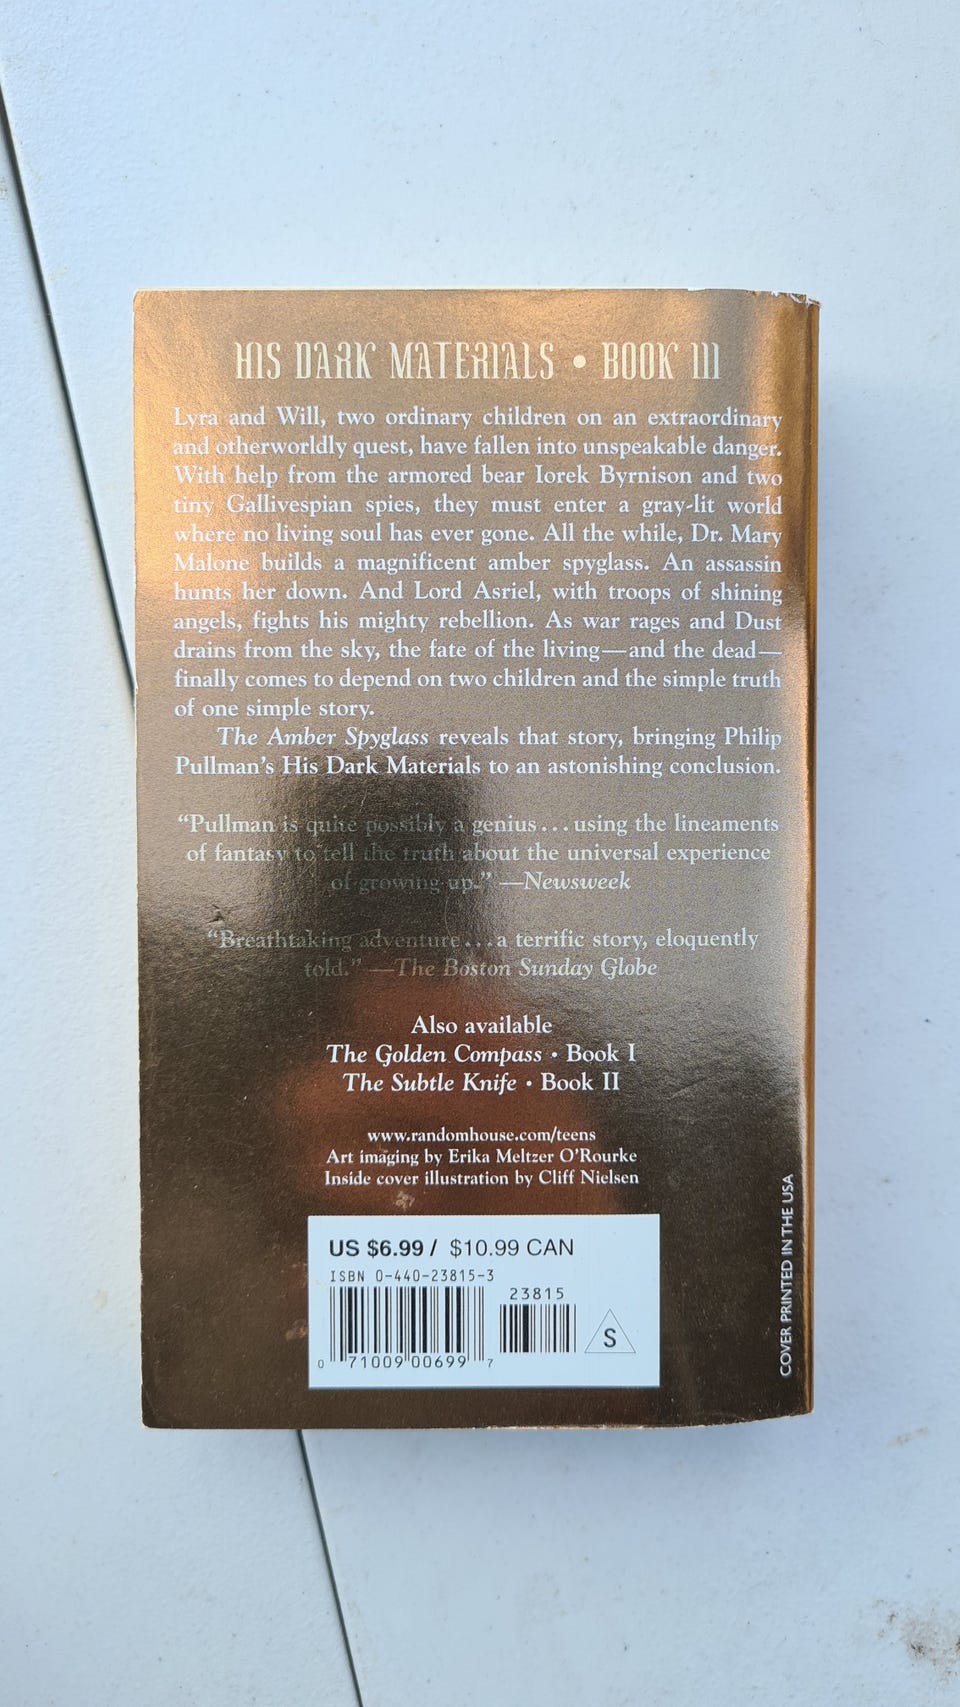 HIS DARK MATERIALS • BOOK III
Lyra and Will, two ordinary children on an extraordinary
and otherworldly quest, have fallen into unspeakable danger.
With help from the armored bear Iorek Byrnison and two
tiny Gallivespian spies, they must enter a gray-lit world
where no living soul has ever gone. All the while, Dr. Mary
Malone builds a magnificent amber spyglass. An assassin
hunts her down. And Lord Asriel, with troops of shining
angels, fights his mighty rebellion. As war rages and Dust
drains from the sky, the fate of the living—and the dead—
finally comes to depend on two children and the simple truth
of one simple story.
The Amber Spyglass reveals that story, bringing Philip
Pullman's His Dark Materials to an astonishing conclusion.
"Pullman is quite possibly a genius...using the lineaments
of fantasy to tell the truth about the universal experience
of growing up." —Newsweek
"Breathtaking adventure...a terrific story, eloquently
told." —The Boston Sunday Globe
Also available
The Golden Compass • Book I
The Subtle Knife • Book II
www.randomhouse.com/teens
Art imaging by Erika Meltzer O'Rourke
Inside cover illustration by Cliff Nielsen
US $6.99 / $10.99 CAN
ISBN 0-440-23815-3
23815
S
0 71009 00699 7
COVER PRINTED IN THE USA